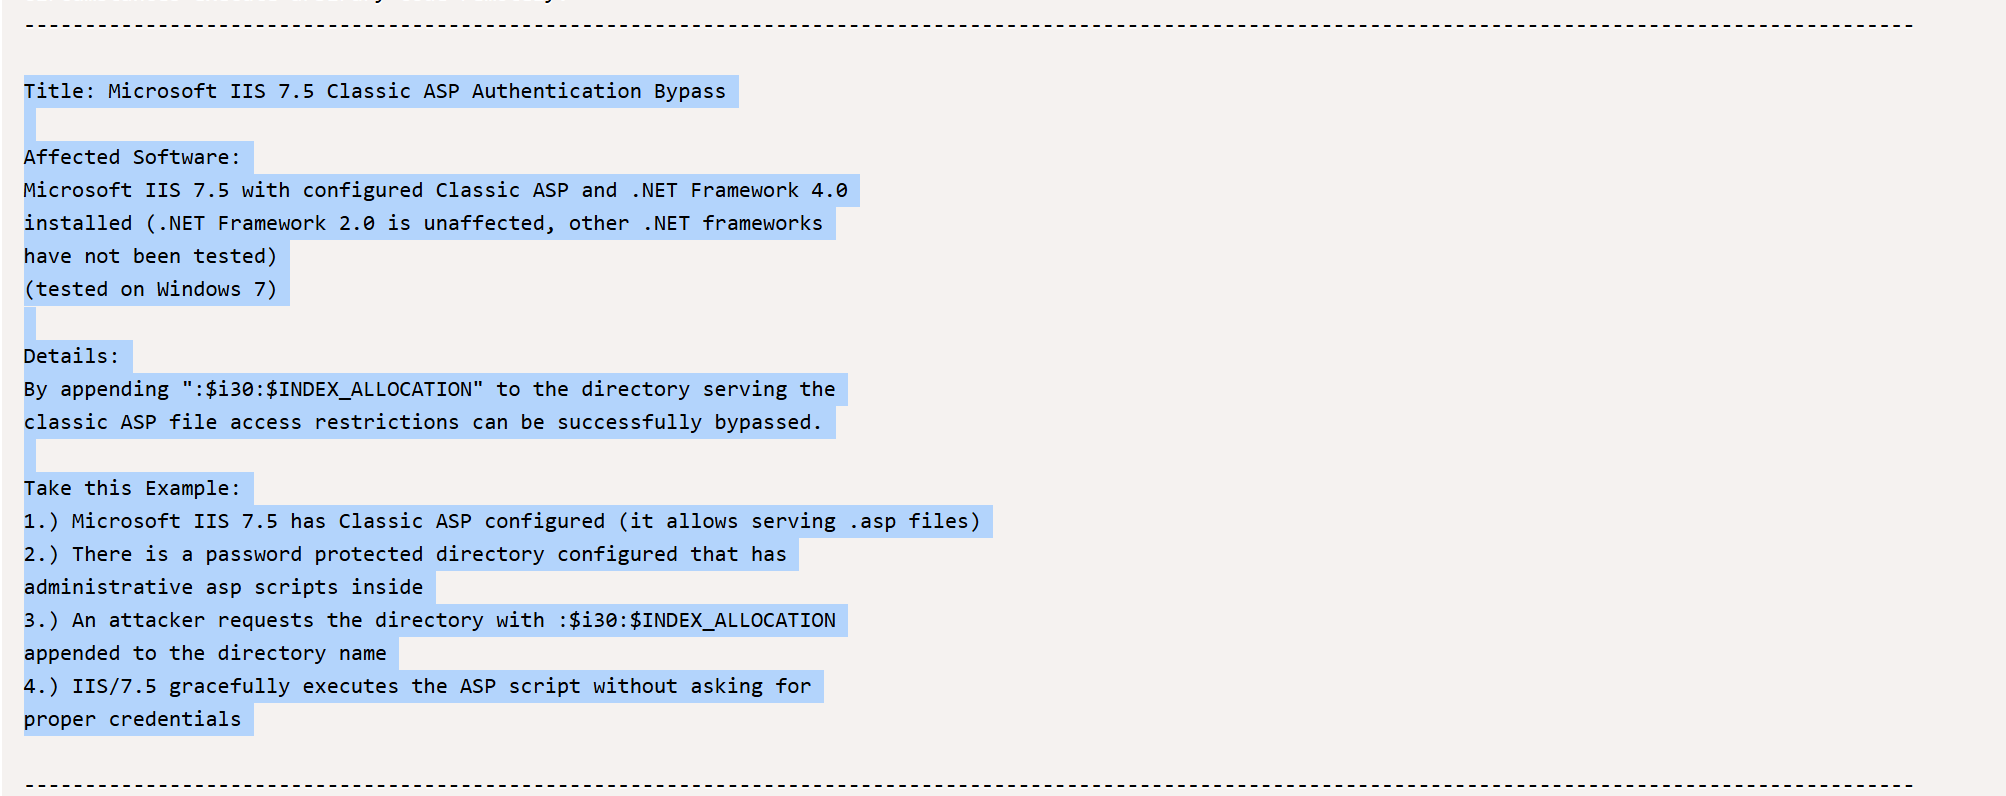 --------------------------------------------------------------------------------------------------------------------------------------------------------------
Title: Microsoft IIS 7.5 Classic ASP Authentication Bypass
Affected Software:
Microsoft IIS 7.5 with configured Classic ASP and .NET Framework 4.0
installed (.NET Framework 2.0 is unaffected, other .NET frameworks
have not been tested)
(tested on Windows 7)
Details:
By appending ":$i30:$INDEX_ALLOCATION" to the directory serving the
classic ASP file access restrictions can be successfully bypassed.
Take this Example:
1.) Microsoft IIS 7.5 has Classic ASP configured (it allows serving .asp files)
2.) There is a password protected directory configured that has
administrative asp scripts inside
3.) An attacker requests the directory with :$i30:$INDEX_ALLOCATION
appended to the directory name
4.) IIS/7.5 gracefully executes the ASP script without asking for
proper credentials
--------------------------------------------------------------------------------------------------------------------------------------------------------------